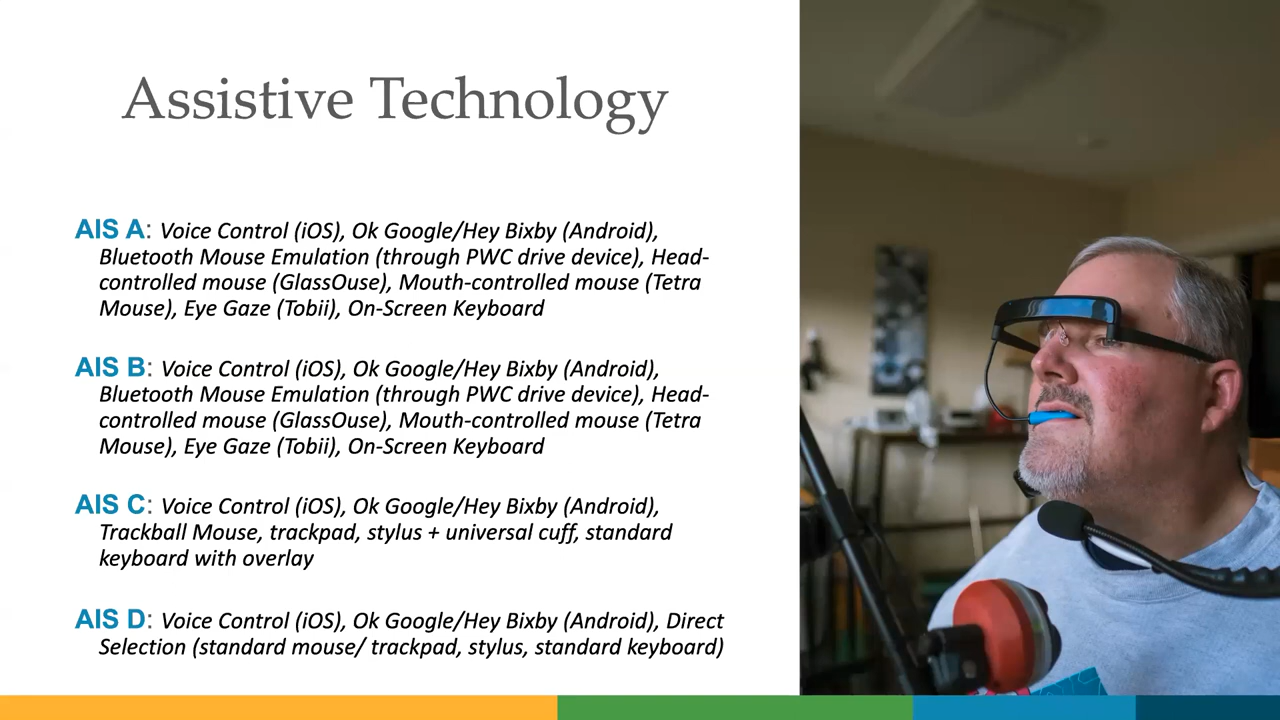 Assistive Technology
AIS A: Voice Control (iOS), Ok Google/Hey Bixby (Android),
Bluetooth Mouse Emulation (through PWC drive device), Head-
controlled mouse (GlassOuse), Mouth-controlled mouse (Tetra
Mouse), Eye Gaze (Tobii), On-Screen Keyboard
AIS B: Voice Control (iOS), Ok Google/Hey Bixby (Android),
Bluetooth Mouse Emulation (through PWC drive device), Head-
controlled mouse (GlassOuse), Mouth-controlled mouse (Tetra
Mouse), Eye Gaze (Tobii), On-Screen Keyboard
AIS C: Voice Control (iOS), Ok Google/Hey Bixby (Android),
Trackball Mouse, trackpad, stylus + universal cuff, standard
keyboard with overlay
AIS D: Voice Control (iOS), Ok Google/Hey Bixby (Android), Direct
Selection (standard mouse/ trackpad, stylus, standard keyboard)